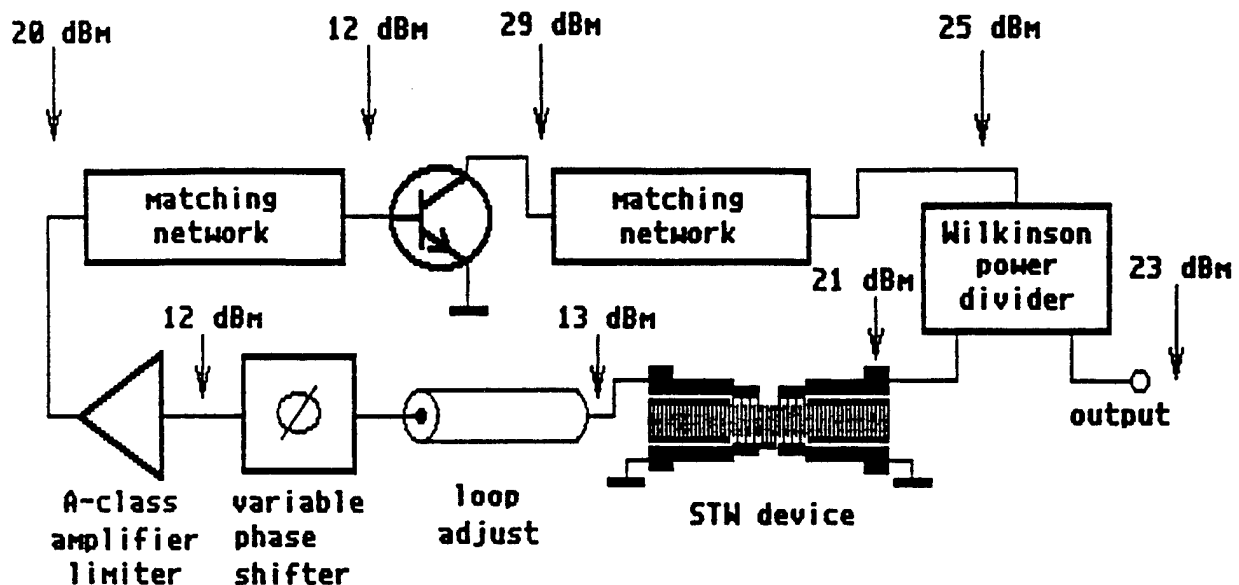 20 dBm
12 dBm
29 dBm
25 dBm
matching
network
matching
network
Wilkinson
power
divider
21 dBm
23 dBm
12 dBm
13 dBm
output
A-class
amplifier
limiter
variable
phase
shifter
loop
adjust
STW device